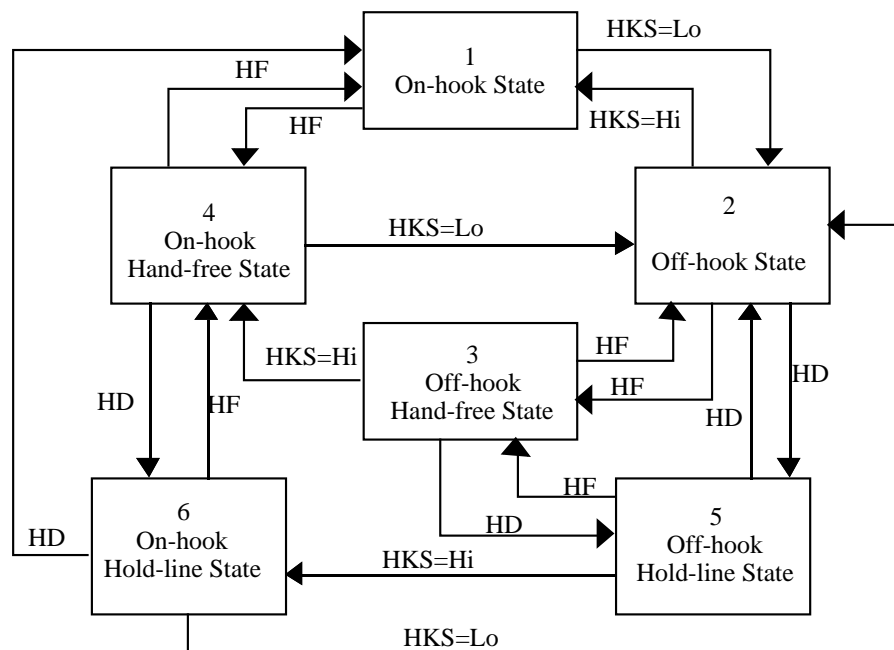 HKS=Lo
1
On-hook State
HF
HF
HKS=Hi
4
On-hook
Hand-free State
HKS=Lo
2
Off-hook State
HKS=Hi
3
Off-hook
Hand-free State
HF
HF
HD
HD
HF
HD
HF
HD
6
On-hook
Hold-line State
5
Off-hook
Hold-line State
HD
HKS=Hi
HKS=Lo